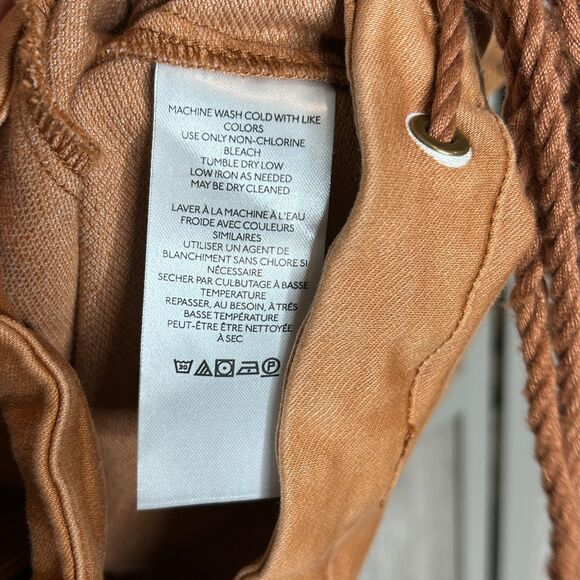 MACHINE WASH COLD WITH LIKE
COLORS
USE ONLY NON-CHLORINE
BLEACH
TUMBLE DRY LOW
LOW IRON AS NEEDED
MAY BE DRY CLEANED
LAVER À LA MACHINE À L'EAU
FROIDE AVEC COULEURS
SIMILAIRES
UTILISER UN AGENT DE
BLANCHIMENT SANS CHLORE SI
NÉCESSAIRE
SECHER PAR CULBUTAGE À BASSE
TEMPERATURE
REPASSER, AU BESOIN, À TRÉS
BASSE TEMPÉRATURE
PEUT-ÊTRE ÊTRE NETTOYÉE
À SEC
30 P